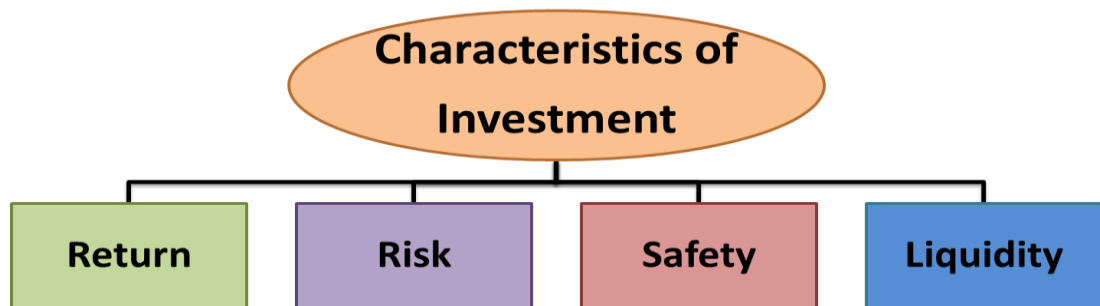 Characteristics of
Investment
Return
Risk
Safety
Liquidity